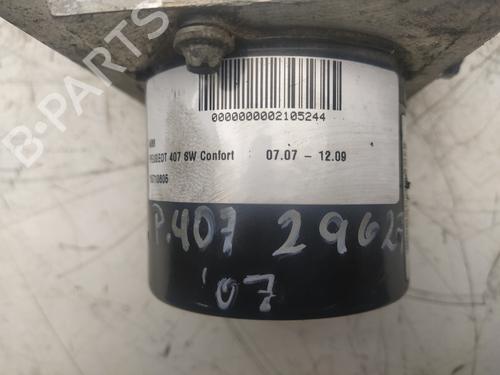 B-PARTS
0000000002105244
PEUGEOT 407 SW Confort 07.07 - 12.09
P.407 2962
'07